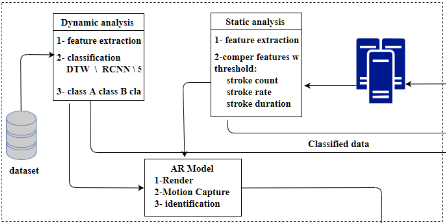 Dynamic analysis
1- feature extraction
2- classification
DTW \ RCNN \
3- class A class B cla
dataset
Static analysis
1- feature extraction
2-comper features w
threshold:
stroke count
stroke rate
stroke duration
Classified data
AR Model
1-Render
2-Motion Capture
3- identification